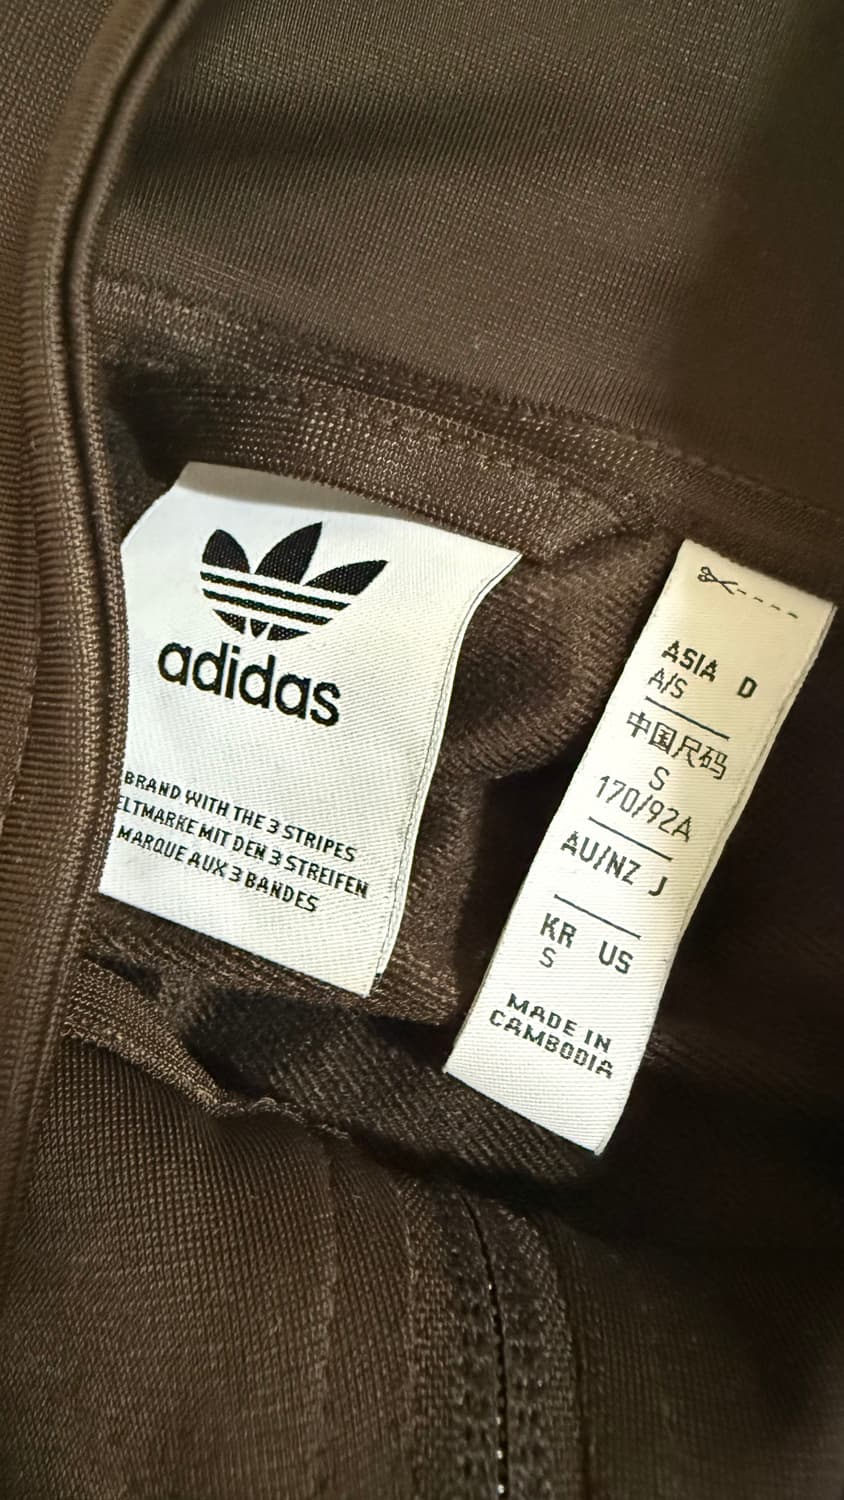 adidas
BRAND WITH THE 3 STRIPES
ELTMARKE MIT DEN 3 STREIFEN
MARQUE AUX 3 BANDES
ASIA D
A/S
中国尺码
S
170/92A
AU/NZ J
KR US
S
MADE IN
CAMBODIA